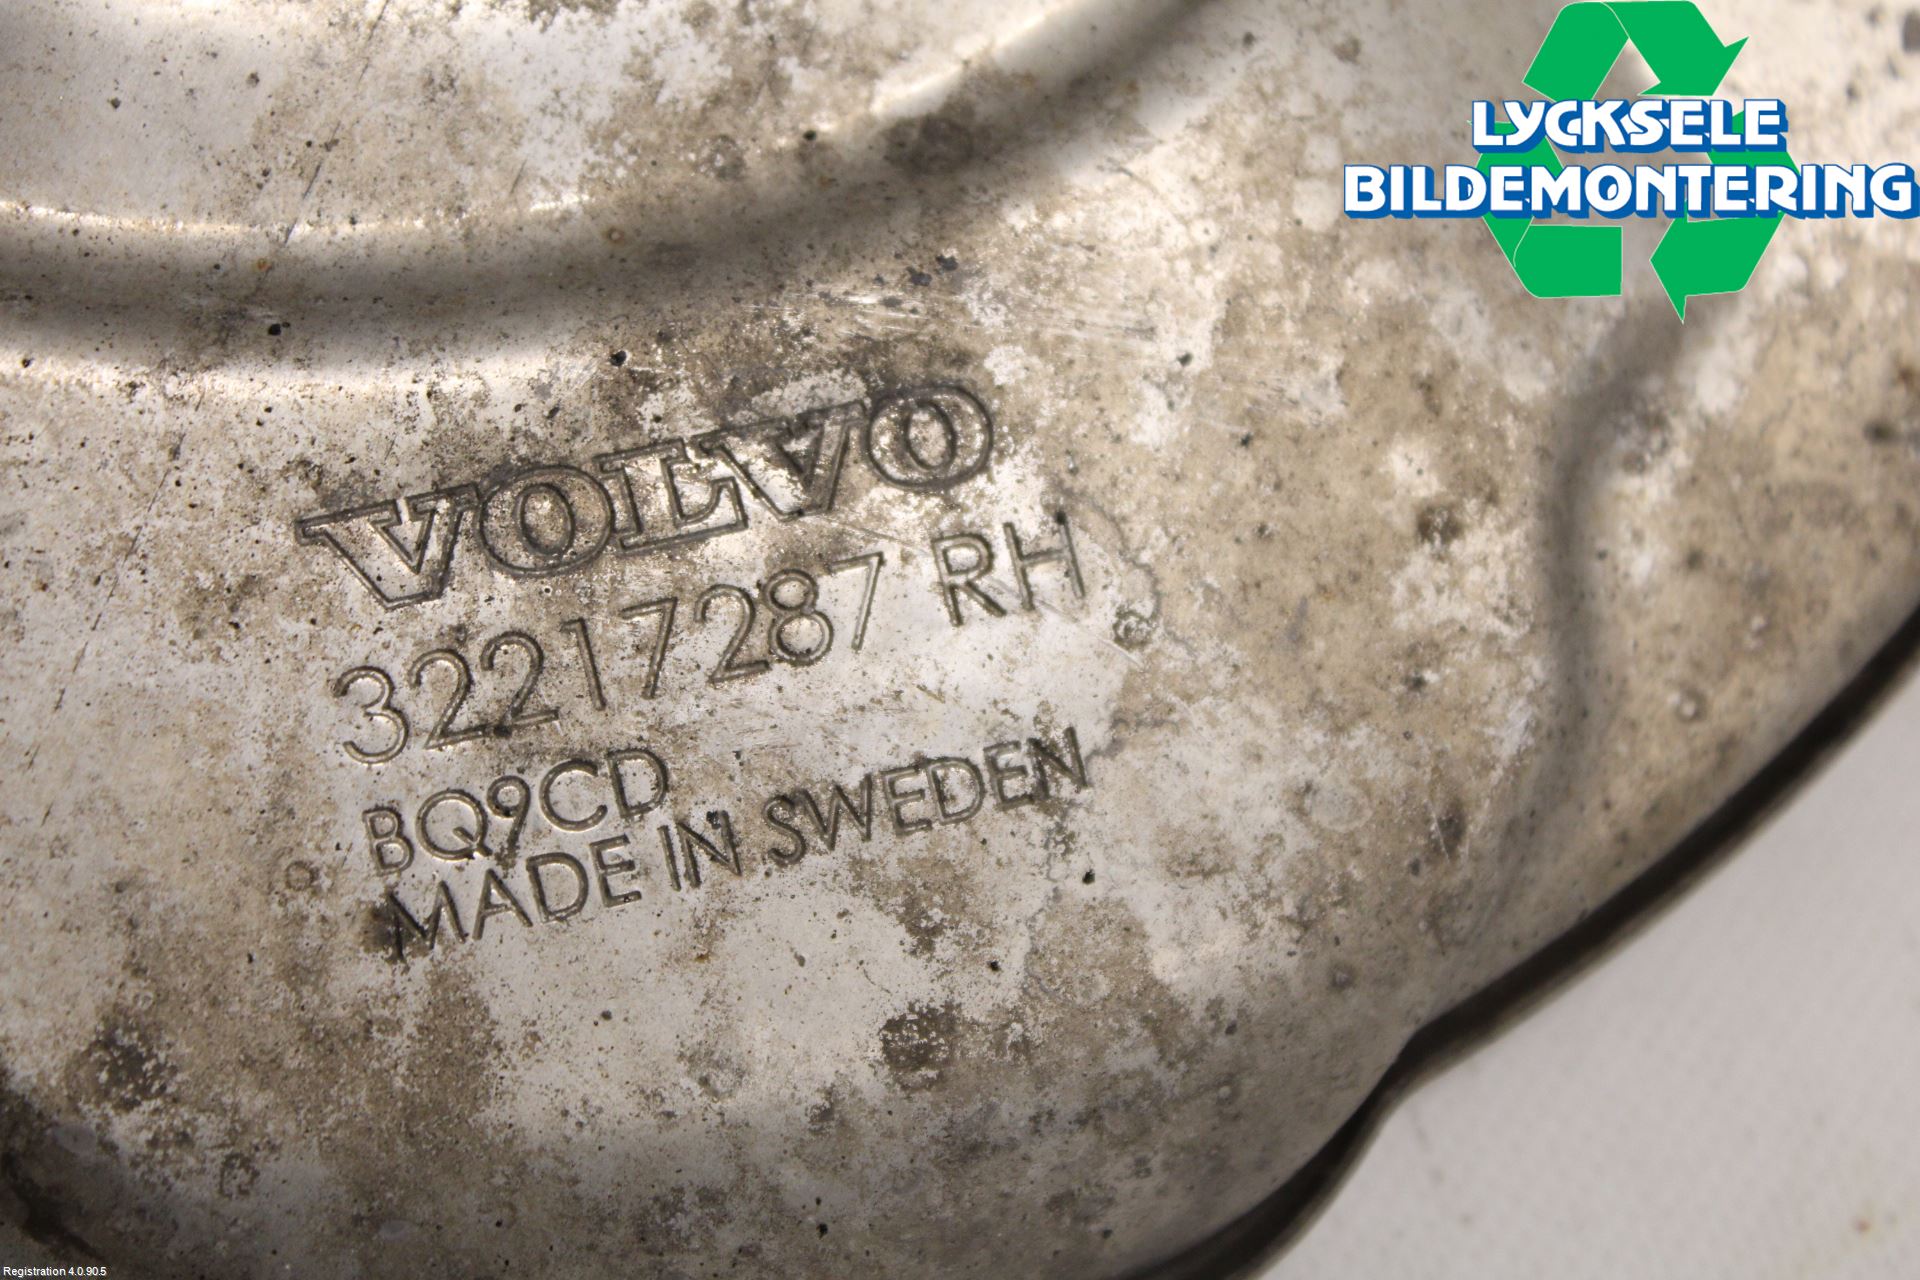 LYCKSELE
BILDEMONTERING
VOLVO
32217287 RH
BQ9CD
MADE IN SWEDEN
Registration 4.0.90.5